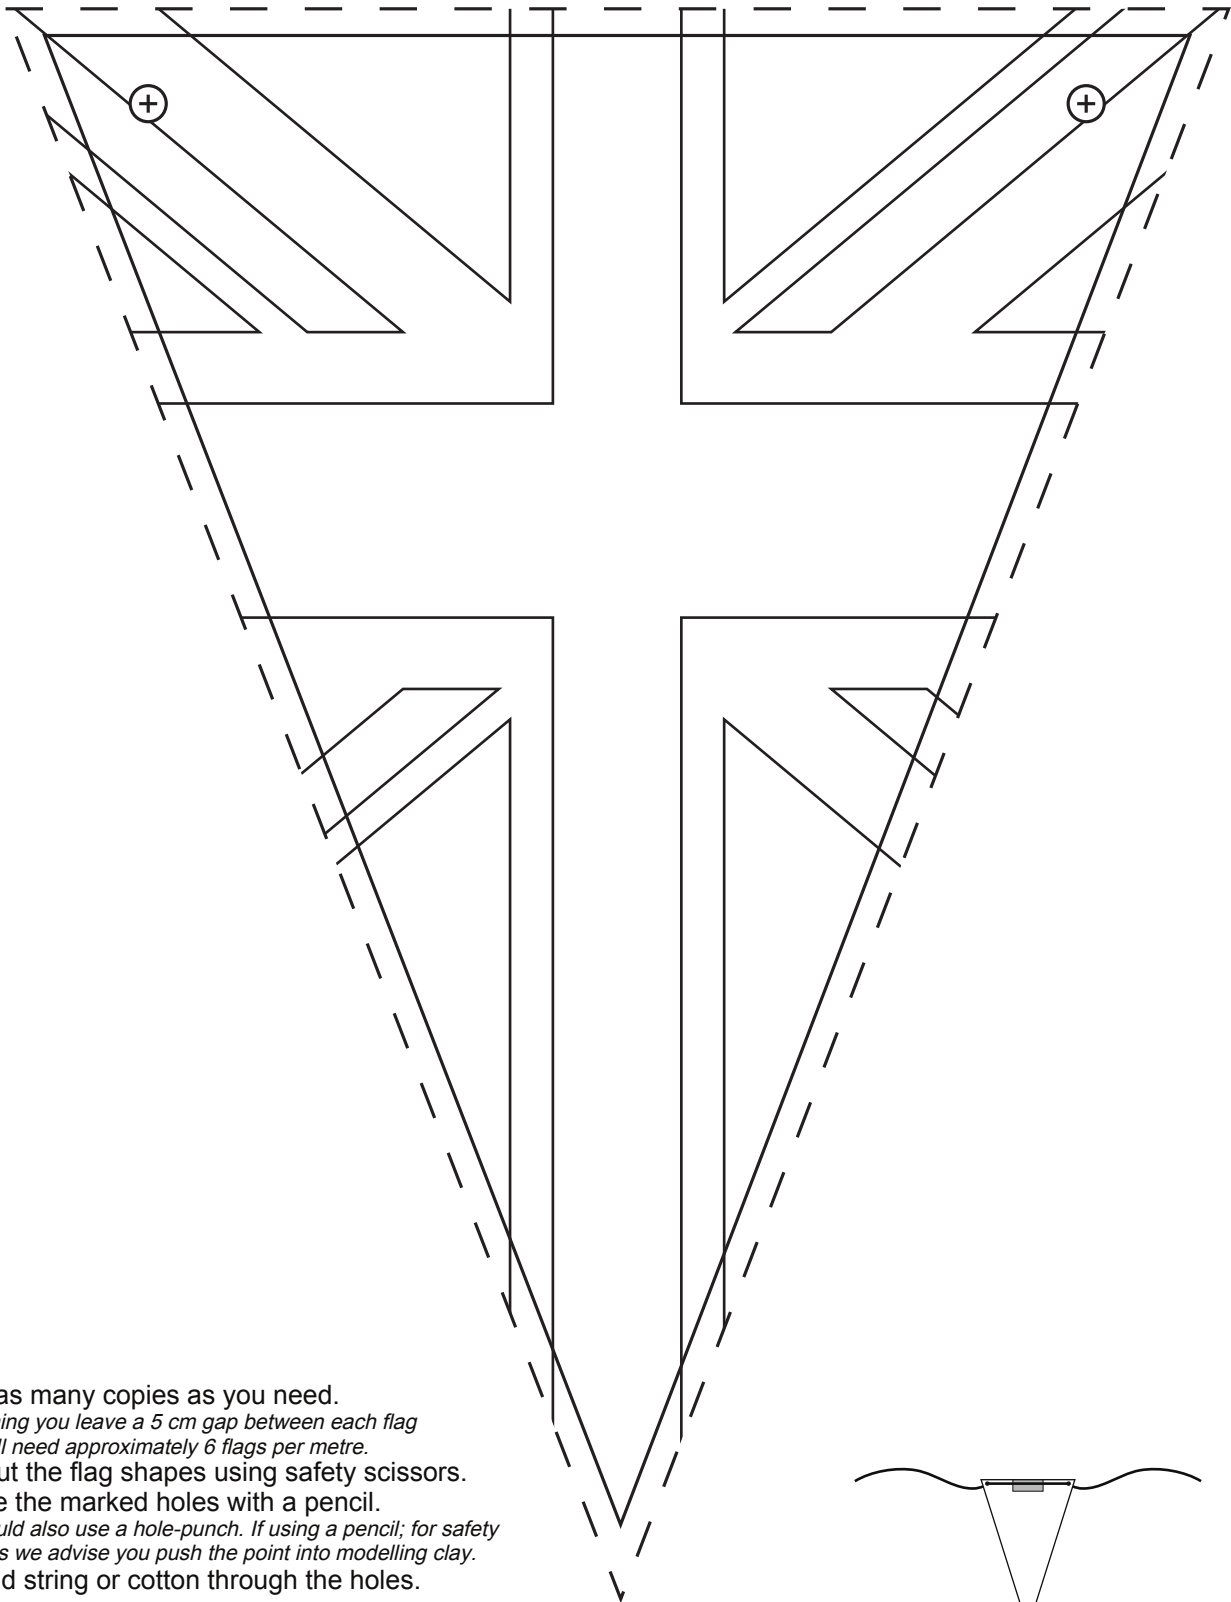 as many copies as you need.
ing you leave a 5 cm gap between each flag
ll need approximately 6 flags per metre.
ut the flag shapes using safety scissors.
e the marked holes with a pencil.
uld also use a hole-punch. If using a pencil; for safety
s we advise you push the point into modelling clay.
d string or cotton through the holes.